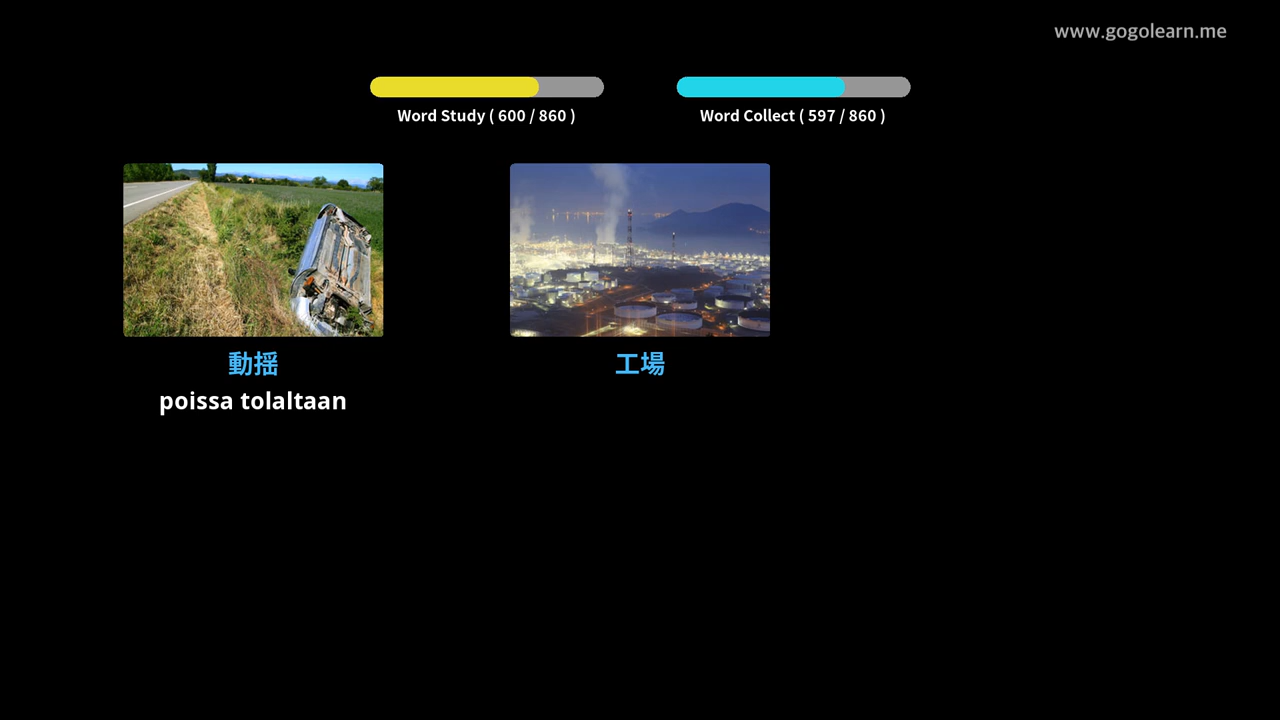 www.gogolearn.me
Word Study ( 600 / 860 )
Word Collect ( 597 / 860 )
動揺
工場
poissa tolaltaan